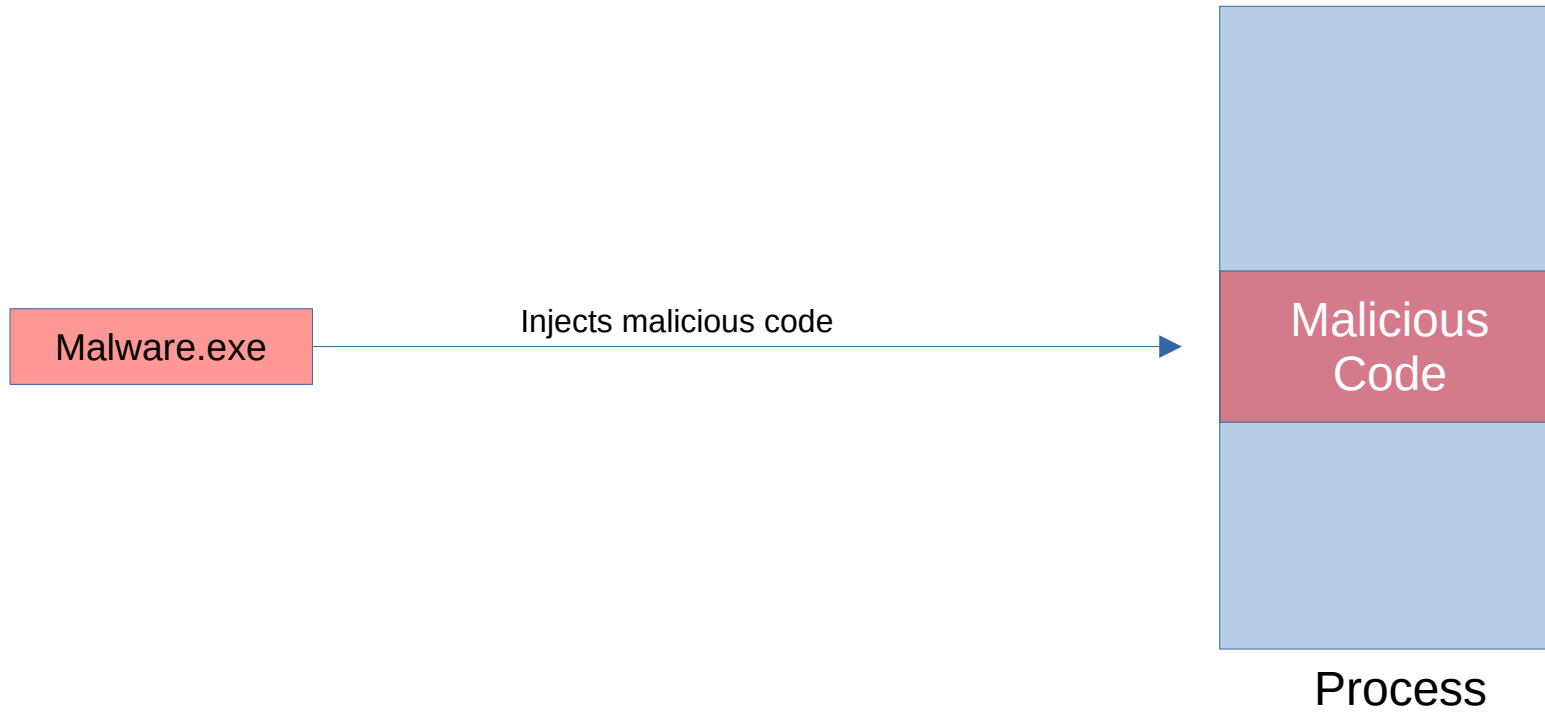 Malware.exe
Injects malicious code
Malicious
Code
Process